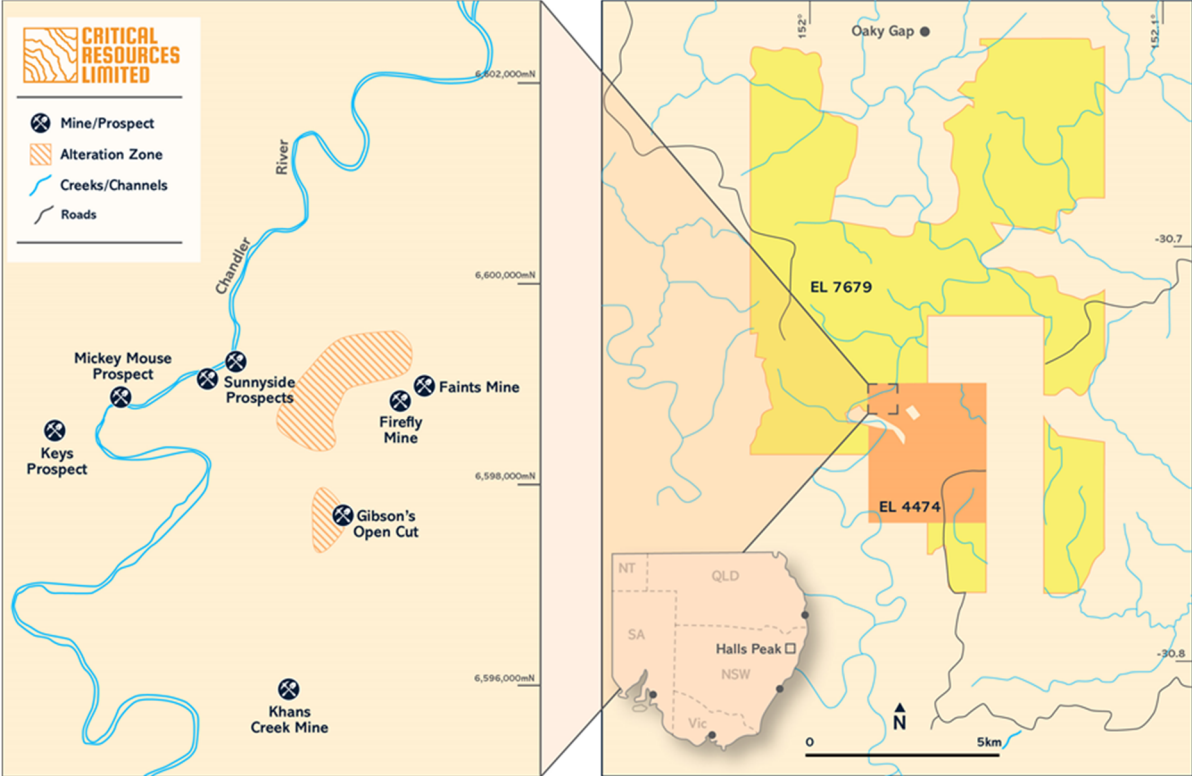 CRITICAL
RESOURCES
LIMITED
Mine/Prospect
Alteration Zone
Creeks/Channels
Roads
6,602,000mN
River
Chandler
6,600,000mN
Mickey Mouse
Prospect
Sunnyside
Prospects
Faints Mine
Firefly
Mine
Keys
Prospect
6,598,000mN
Gibson's
Open Cut
6,596,000mN
Khans
Creek Mine
152°
Oaky Gap
152.1°
-30.7
EL 7679
EL 4474
NT
QLD
SA
Halls Peak
NSW
Vic
-30.8
N
0
5km